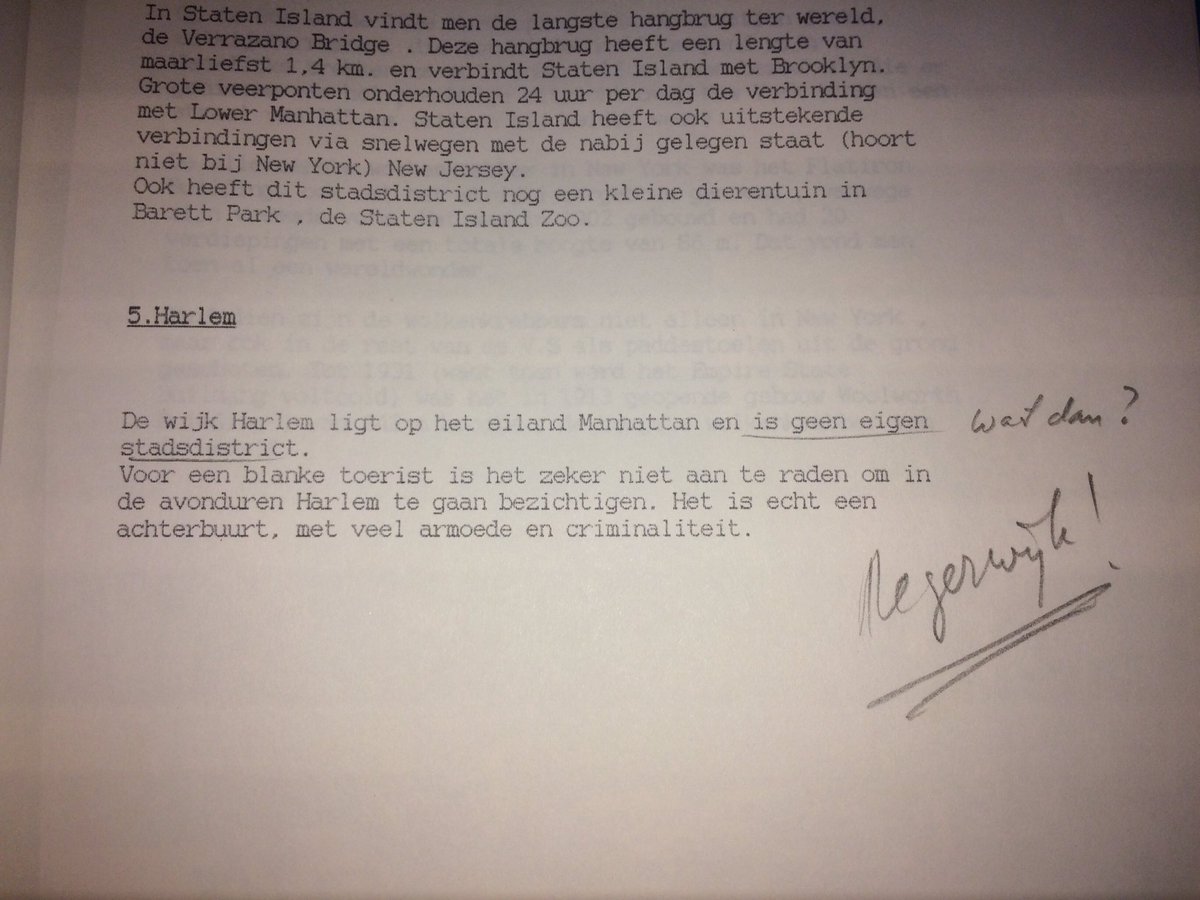 In Staten Island vindt men de langste hangbrug ter wereld,
de Verrazano Bridge . Deze hangbrug heeft een lengte van
maarliefst 1,4 km. en verbindt Staten Island met Brooklyn.
Grote veerponten onderhouden 24 uur per dag de verbinding
met Lower Manhattan. Staten Island heeft ook uitstekende
verbindingen via snelwegen met de nabij gelegen staat (hoort
niet bij New York) New Jersey.
Ook heeft dit stadsdistrict nog een kleine dierentuin in
Barett Park , de Staten Island Zoo.
5.Harlem
De wijk Harlem ligt op het eiland Manhattan en is geen eigen wat dan?
stadsdistrict.
Voor een blanke toerist is het zeker niet aan te raden om in
de avonduren Harlem te gaan bezichtigen. Het is echt een
achterbuurt, met veel armoede en criminaliteit.
Negerwijk!